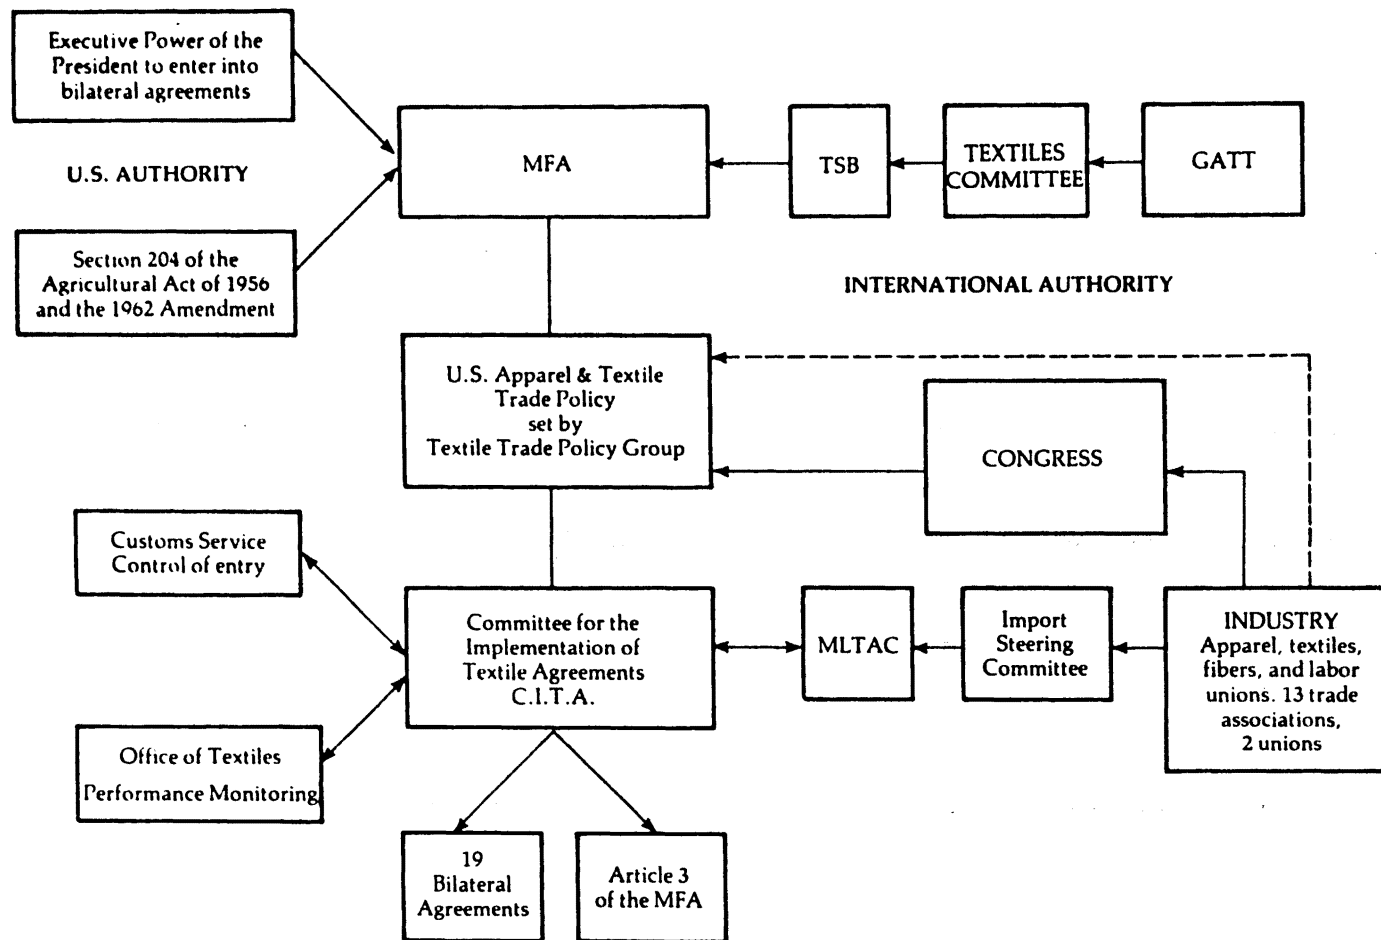 Executive Power of the
President to enter into
bilateral agreements
U.S. AUTHORITY
Section 204 of the
Agricultural Act of 1956
and the 1962 Amendment
MFA
TSB
TEXTILES
COMMITTEE
GATT
INTERNATIONAL AUTHORITY
U.S. Apparel & Textile
Trade Policy
set by
Textile Trade Policy Group
CONGRESS
Customs Service
Control of entry
Committee for the
Implementation of
Textile Agreements
C.I.T.A.
MLTAC
Import
Steering
Committee
INDUSTRY
Apparel, textiles,
fibers, and labor
unions. 13 trade
associations,
2 unions
Office of Textiles
Performance Monitoring
19
Bilateral
Agreements
Article 3
of the MFA